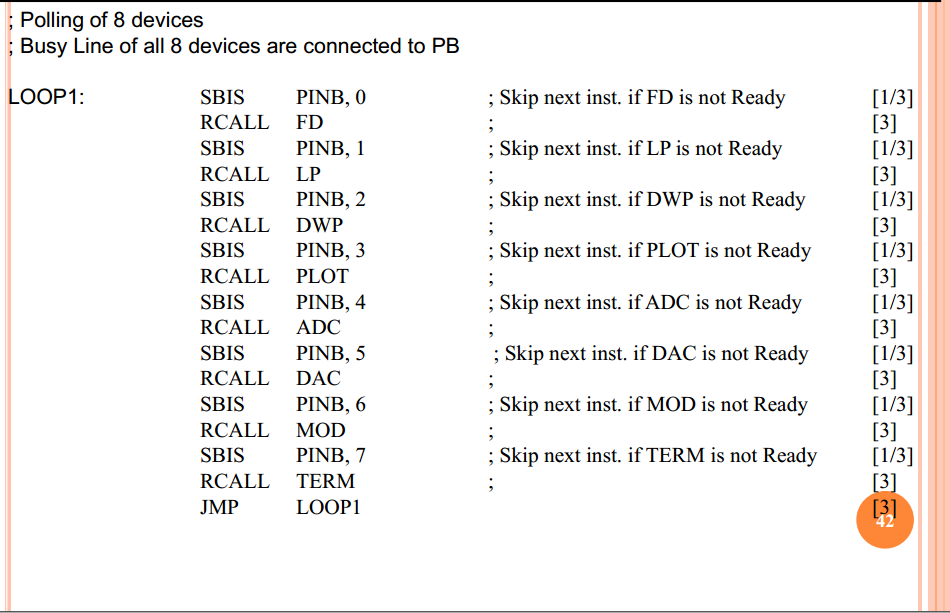 ; Polling of 8 devices
; Busy Line of all 8 devices are connected to PB
LOOP1: SBIS PINB, 0 ; Skip next inst. if FD is not Ready [1/3]
RCALL FD ; [3]
SBIS PINB, 1 ; Skip next inst. if LP is not Ready [1/3]
RCALL LP ; [3]
SBIS PINB, 2 ; Skip next inst. if DWP is not Ready [1/3]
RCALL DWP ; [3]
SBIS PINB, 3 ; Skip next inst. if PLOT is not Ready [1/3]
RCALL PLOT ; [3]
SBIS PINB, 4 ; Skip next inst. if ADC is not Ready [1/3]
RCALL ADC ; [3]
SBIS PINB, 5 ; Skip next inst. if DAC is not Ready [1/3]
RCALL DAC ; [3]
SBIS PINB, 6 ; Skip next inst. if MOD is not Ready [1/3]
RCALL MOD ; [3]
SBIS PINB, 7 ; Skip next inst. if TERM is not Ready [1/3]
RCALL TERM ; [3]
JMP LOOP1 [3]
42